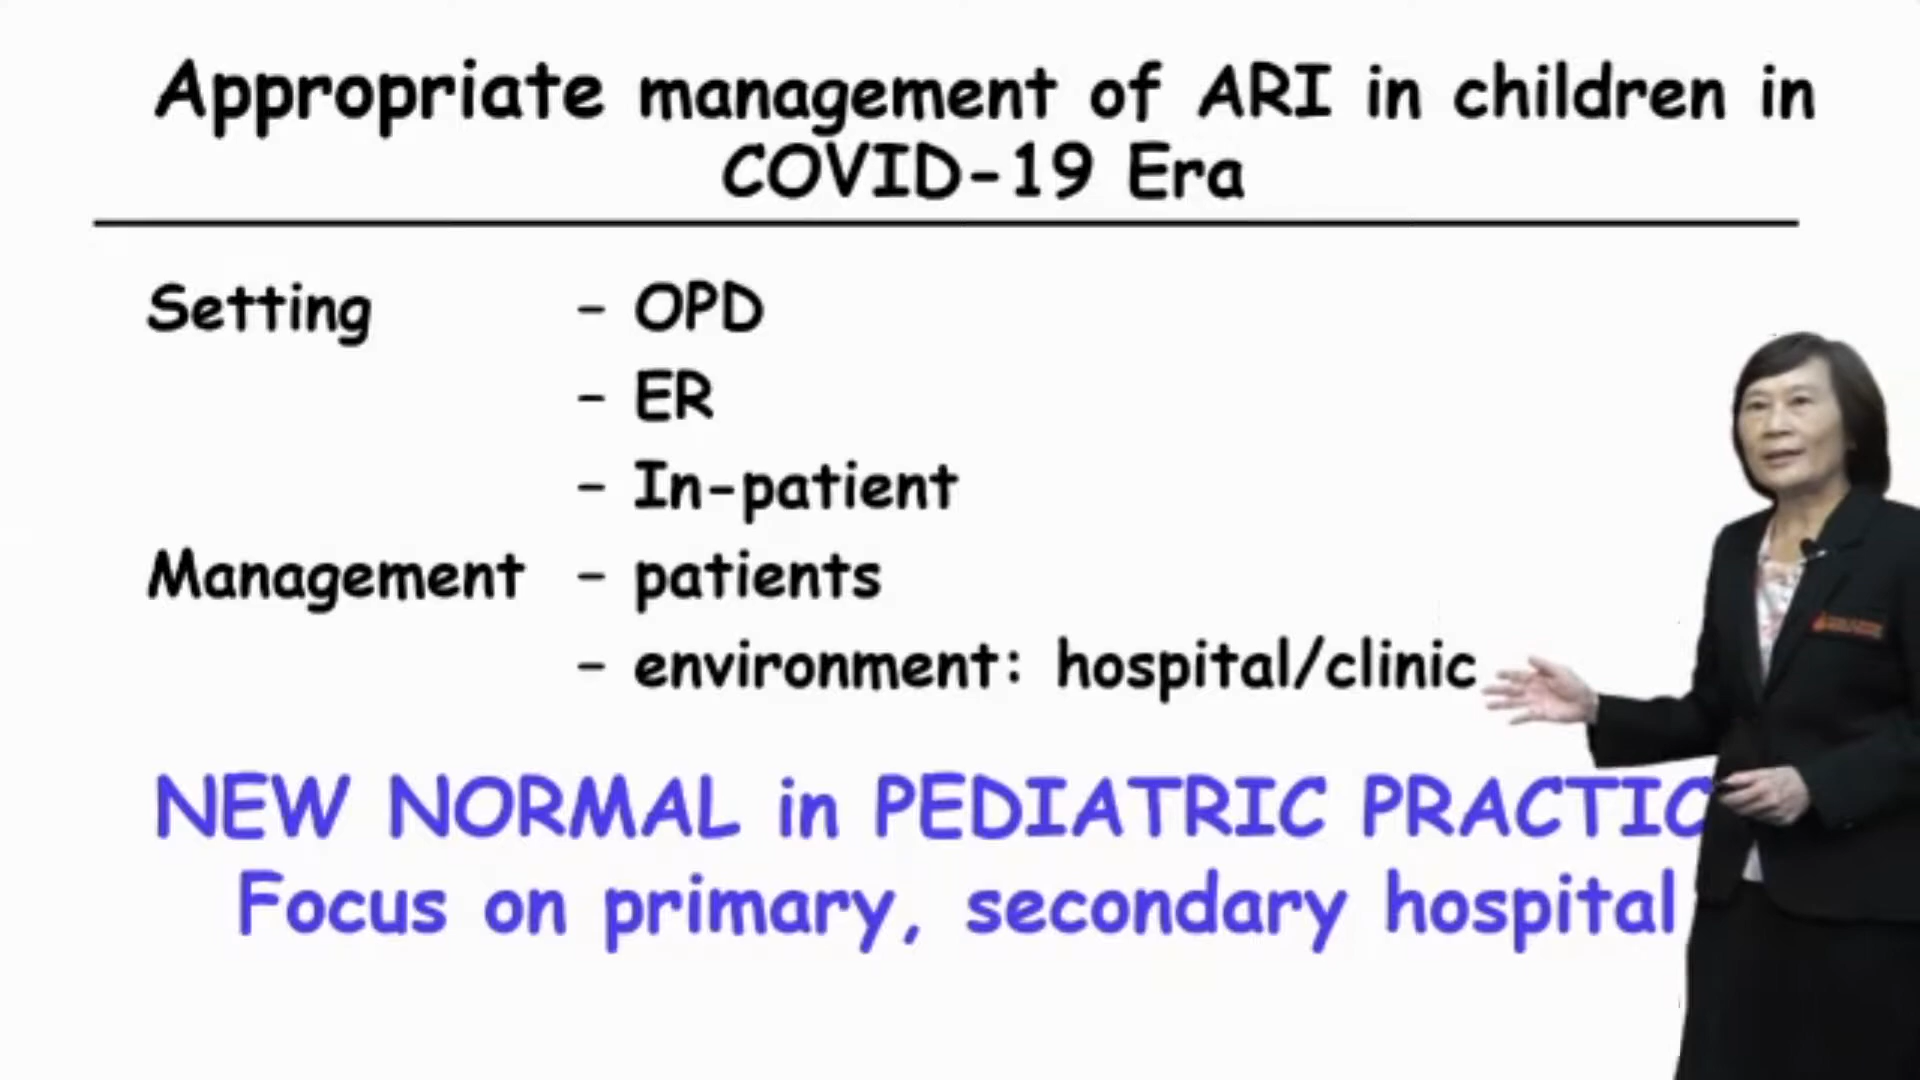 Appropriate management of ARI in children in
COVID-19 Era
Setting - OPD
- ER
- In-patient
Management - patients
- environment: hospital/clinic
NEW NORMAL in PEDIATRIC PRACTIC
Focus on primary, secondary hospital